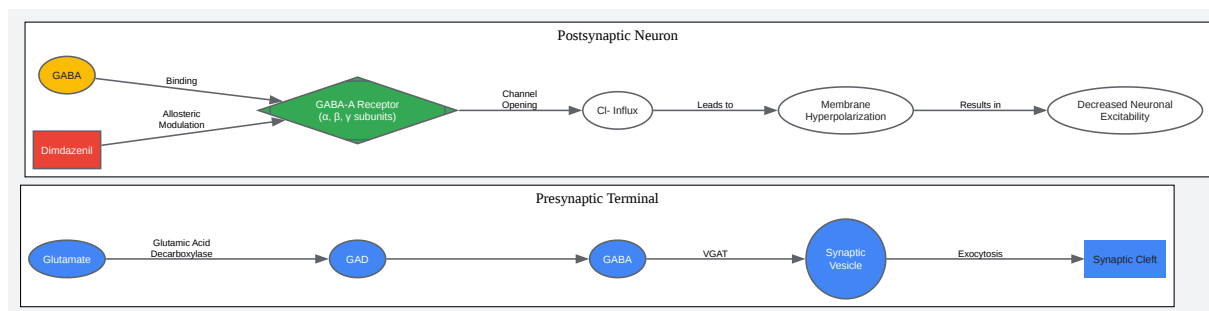 Postsynaptic Neuron
GABA
Binding
Allosteric
Modulation
Dimdazenil
GABA-A Receptor
(α, β, γ subunits)
Channel
Opening
Cl- Influx
Leads to
Membrane
Hyperpolarization
Results in
Decreased Neuronal
Excitability
Presynaptic Terminal
Glutamate
Glutamic Acid
Decarboxylase
GAD
GABA
VGAT
Synaptic
Vesicle
Exocytosis
Synaptic Cleft